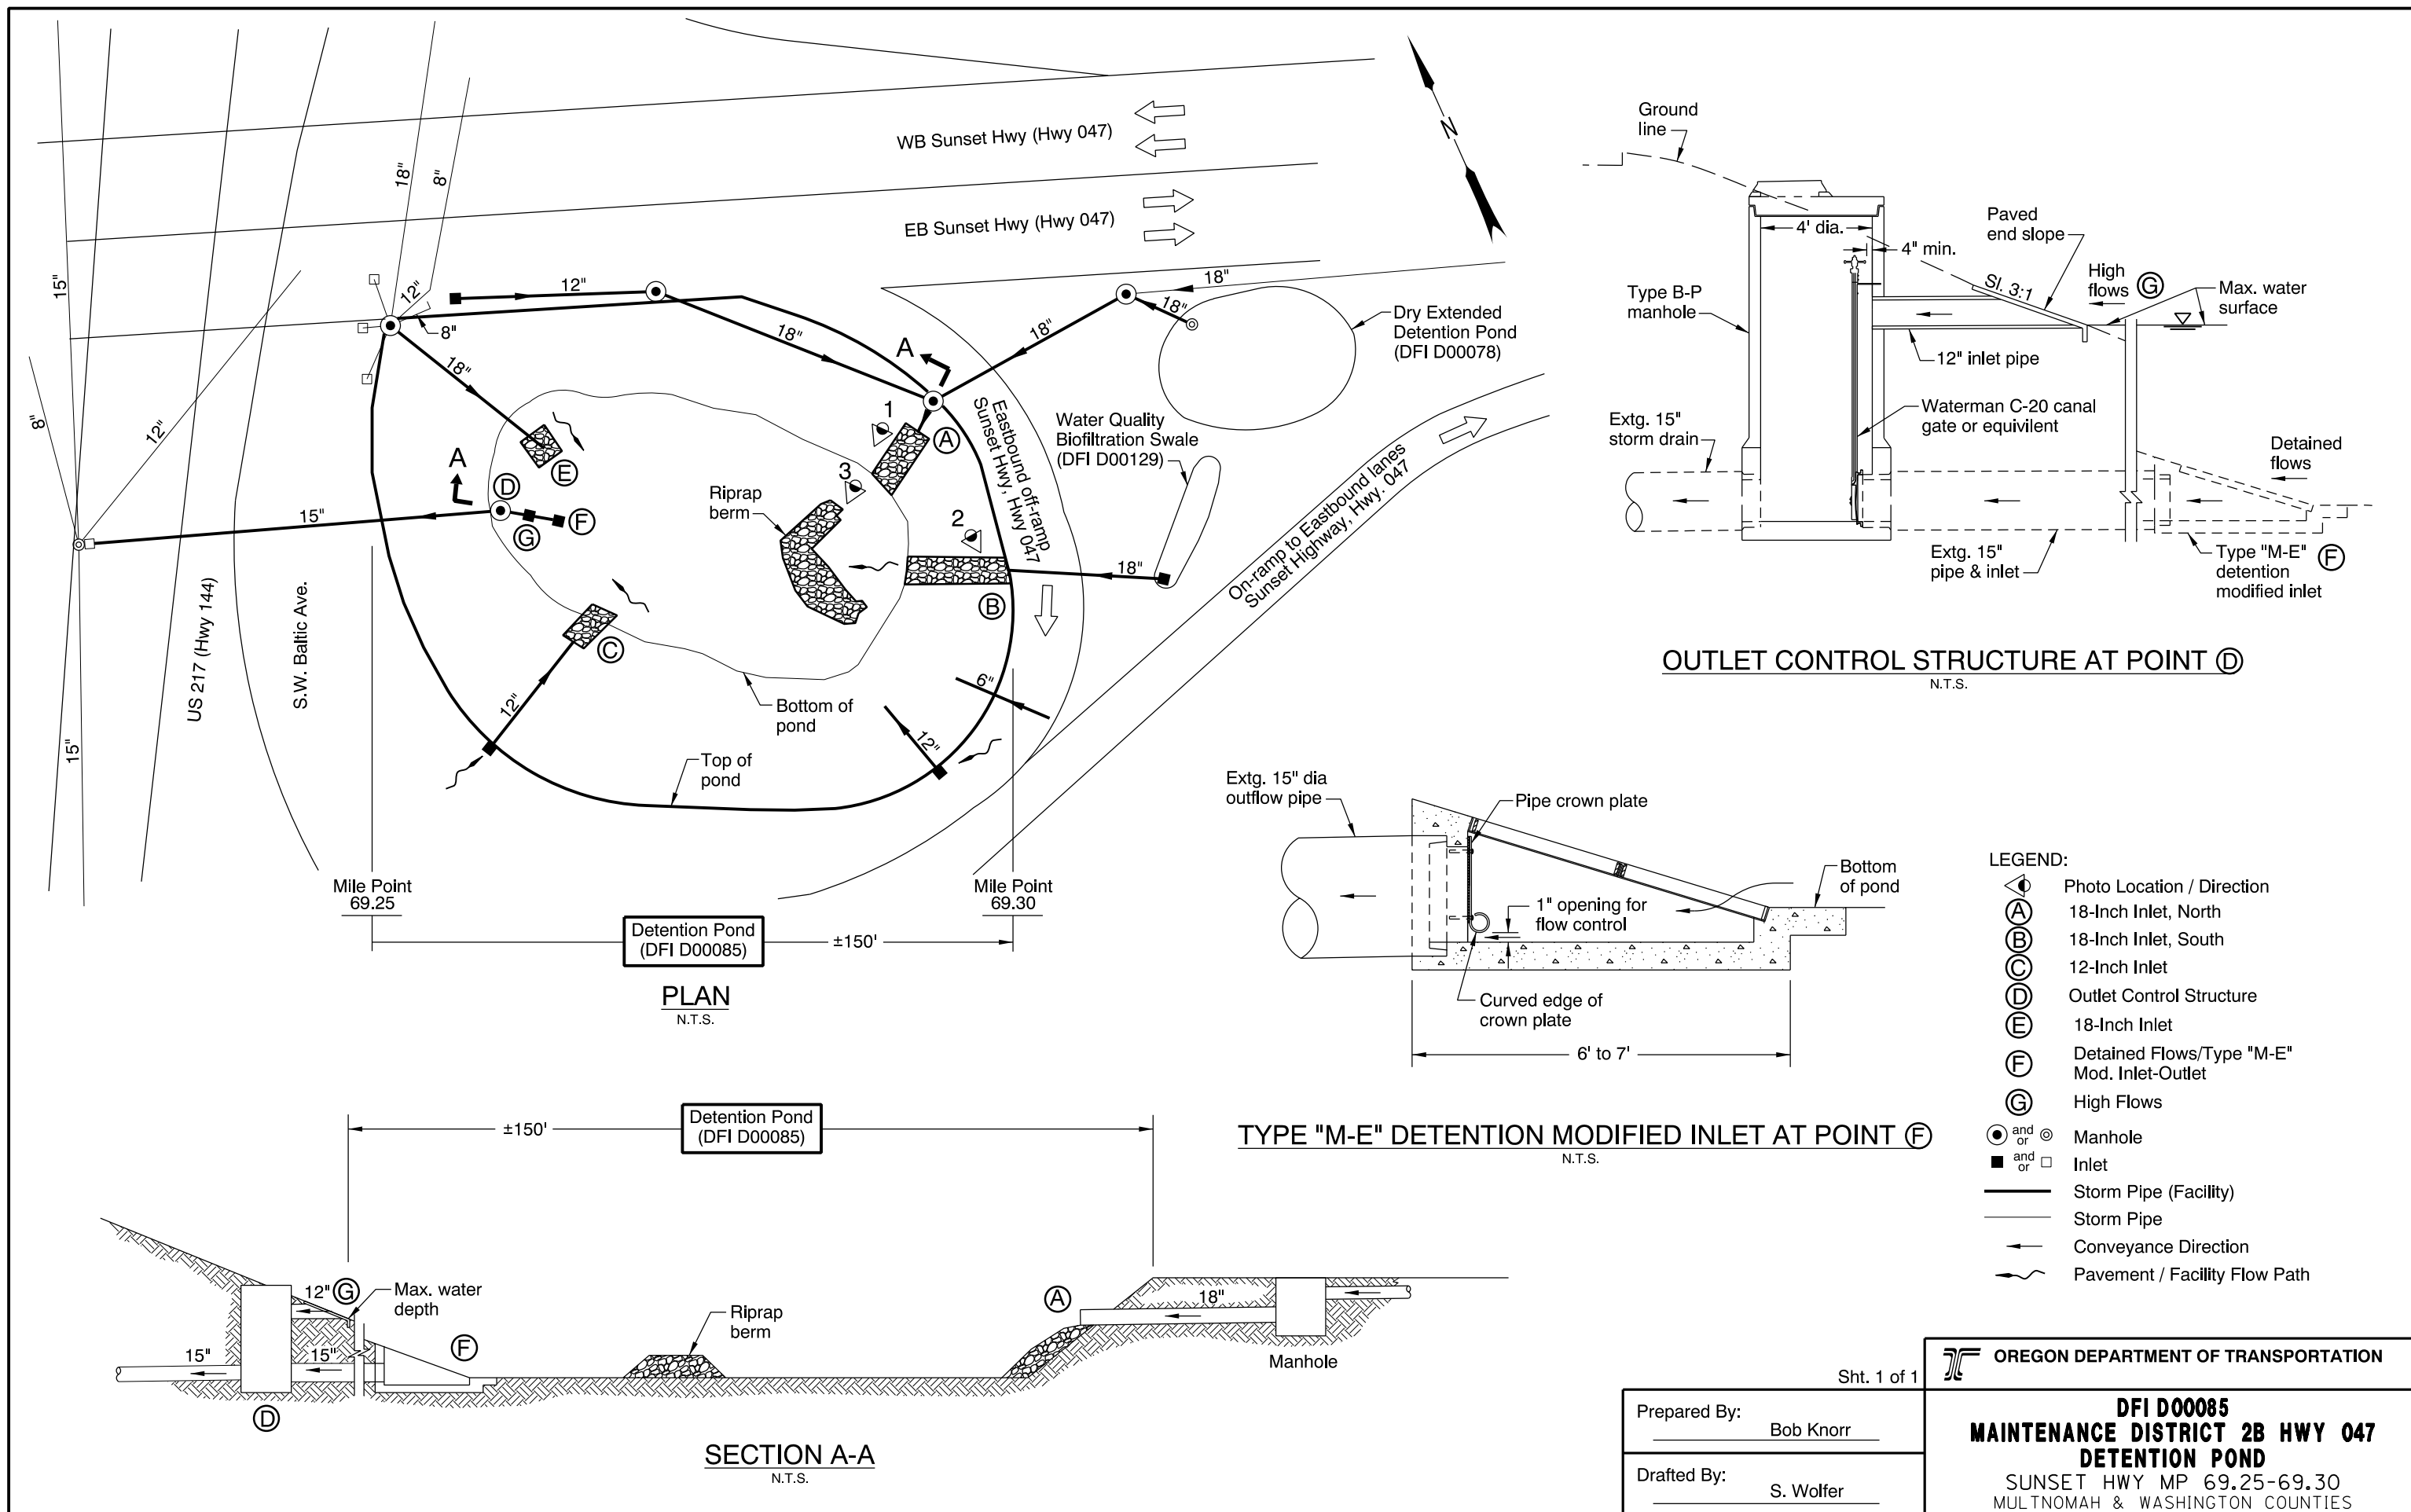 WB Sunset Hwy (Hwy 047)
EB Sunset Hwy (Hwy 047)
N
18"
8"
15"
12"
8"
12"
18"
18"
18"
18"
18"
12"
8"
15"
15"
12"
6"
12"
18"
A
A
1
2
3
A
B
C
D
E
F
G
US 217 (Hwy 144)
S.W. Baltic Ave.
Riprap
berm
Bottom of
pond
Top of
pond
Eastbound off-ramp
Sunset Hwy, Hwy 047
On-ramp to Eastbound lanes
Sunset Highway, Hwy. 047
Dry Extended
Detention Pond
(DFI D00078)
Water Quality
Biofiltration Swale
(DFI D00129)
Mile Point
69.25
Mile Point
69.30
Detention Pond
(DFI D00085)
±150'
PLAN
N.T.S.
Ground
line
4' dia.
4" min.
Paved
end slope
Sl. 3:1
High
flows
G
Max. water
surface
Type B-P
manhole
12" inlet pipe
Waterman C-20 canal
gate or equivilent
Extg. 15"
storm drain
Detained
flows
Extg. 15"
pipe & inlet
Type "M-E"
detention
modified inlet
F
OUTLET CONTROL STRUCTURE AT POINT D
N.T.S.
Extg. 15" dia
outflow pipe
Pipe crown plate
Bottom
of pond
1" opening for
flow control
Curved edge of
crown plate
6' to 7'
TYPE "M-E" DETENTION MODIFIED INLET AT POINT F
N.T.S.
LEGEND:
Photo Location / Direction
A 18-Inch Inlet, North
B 18-Inch Inlet, South
C 12-Inch Inlet
D Outlet Control Structure
E 18-Inch Inlet
F Detained Flows/Type "M-E"
Mod. Inlet-Outlet
G High Flows
and
or Manhole
and
or Inlet
Storm Pipe (Facility)
Storm Pipe
Conveyance Direction
Pavement / Facility Flow Path
±150'
Detention Pond
(DFI D00085)
12"
G
Max. water
depth
15"
15"
F
D
Riprap
berm
A
18"
Manhole
SECTION A-A
N.T.S.
Sht. 1 of 1
Prepared By:
Bob Knorr
Drafted By:
S. Wolfer
OREGON DEPARTMENT OF TRANSPORTATION
DFI D00085
MAINTENANCE DISTRICT 2B HWY 047
DETENTION POND
SUNSET HWY MP 69.25-69.30
MULTNOMAH & WASHINGTON COUNTIES